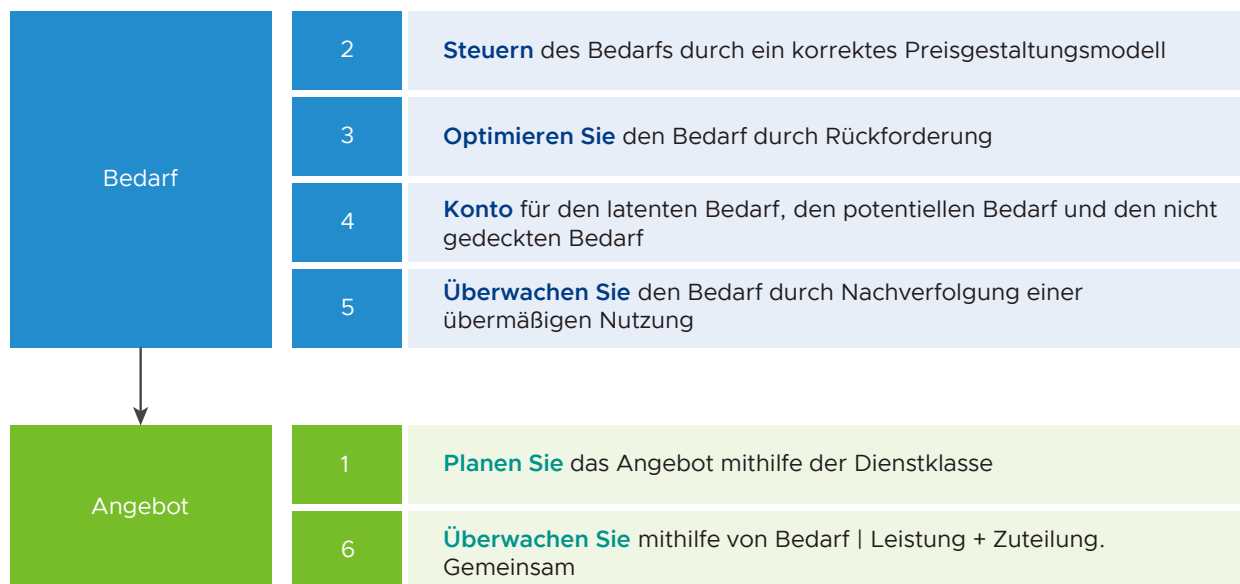 Bedarf
2
Steuern des Bedarfs durch ein korrektes Preisgestaltungsmodell
3
Optimieren Sie den Bedarf durch Rückforderung
4
Konto für den latenten Bedarf, den potentiellen Bedarf und den nicht
gedeckten Bedarf
5
Überwachen Sie den Bedarf durch Nachverfolgung einer
übermäßigen Nutzung
Angebot
1
Planen Sie das Angebot mithilfe der Dienstklasse
6
Überwachen Sie mithilfe von Bedarf | Leistung + Zuteilung.
Gemeinsam